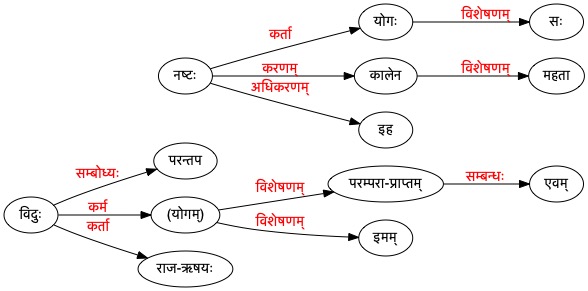 योगः
विशेषणम्
सः
कर्ता
नष्टः
करणम्
कालेन
विशेषणम्
महता
अधिकरणम्
इह
परन्तप
सम्बोध्यः
विशेषणम्
परम्परा-प्राप्तम्
सम्बन्धः
एवम्
विदुः
कर्म
(योगम्)
कर्ता
विशेषणम्
इमम्
राज-ऋषयः